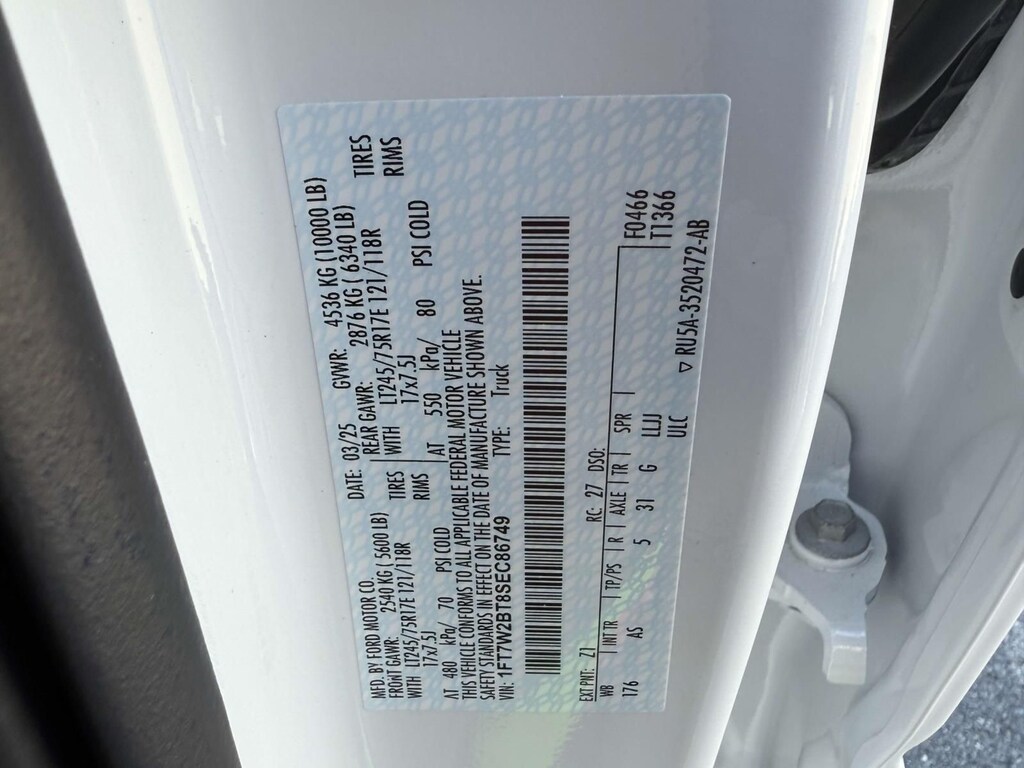 MFD. BY FORD MOTOR CO.
DATE: 03/25 GVWR: 4536 KG (10000 LB)
FRONT GAWR: 2540 KG ( 5600 LB) REAR GAWR: 2876 KG ( 6340 LB)
WITH LT245/75R17E 121/118R TIRES WITH LT245/75R17E 121/118R TIRES
17x7.5J RIMS 17x7.5J RIMS
AT 480 kPa/ 70 PSI COLD AT 550 kPa/ 80 PSI COLD
THIS VEHICLE CONFORMS TO ALL APPLICABLE FEDERAL MOTOR VEHICLE
SAFETY STANDARDS IN EFFECT ON THE DATE OF MANUFACTURE SHOWN ABOVE.
VIN: 1FT7W2BT8SEC86749 TYPE: Truck
EXT PNT: Z1 RC: 27 DSO: F0466
WB INT TR TP/PS R AXLE TR SPR T1366
176 AS 5 31 G LLJJ
ULC ▽ RU5A-3520472-AB